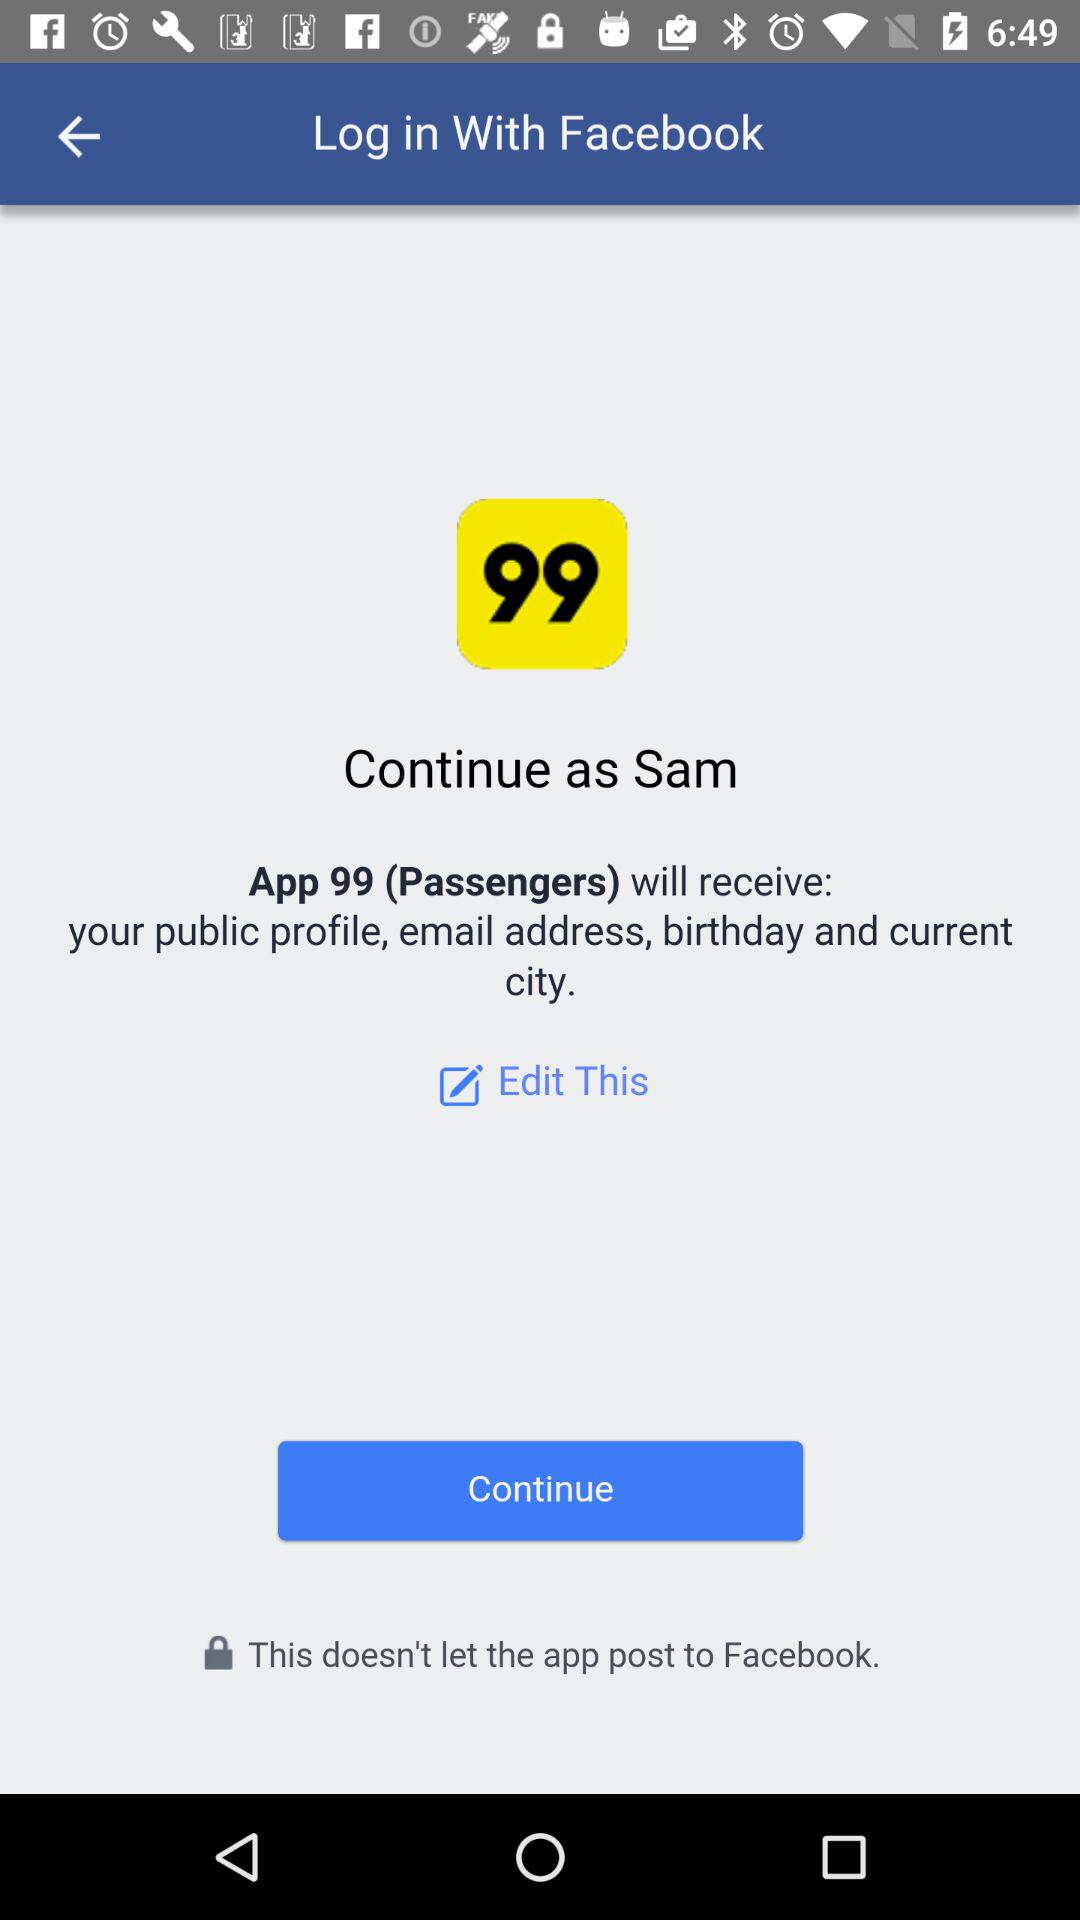 FAKE
6:49
Log in With Facebook
99
Continue as Sam
App 99 (Passengers) will receive:
your public profile, email address, birthday and current
city.
Edit This
Continue
This doesn't let the app post to Facebook.